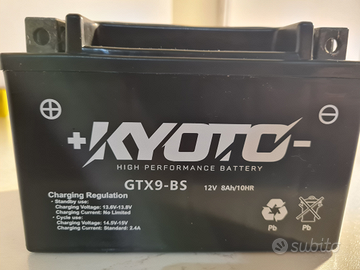 +KYOTO-
HIGH PERFORMANCE BATTERY
GTX9-BS 12V 8Ah/10HR
Charging Regulation
• Standby use:
Charging Voltage: 13.6V-13.8V
Charging Current: No Limited
• Cycle use:
Charging Voltage: 14.5V-15V
Charging Current: Standard: 2.4A
Pb Pb
subito